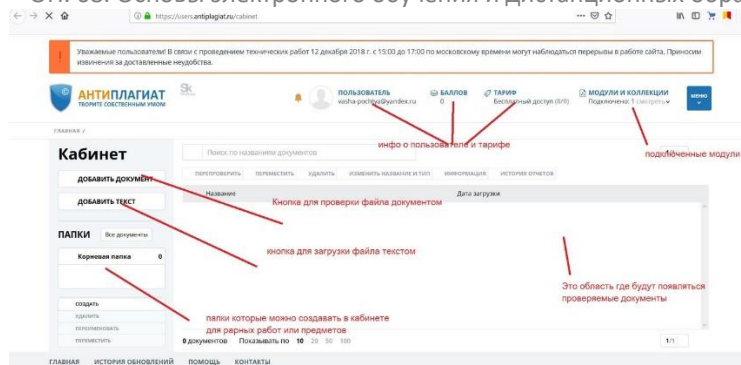 https://users.antiplagiat.ru/cabinet
Уважаемые пользователи! В связи с проведением технических работ 12 декабря 2018 г. с 15:00 до 17:00 по московскому времени могут наблюдаться перерывы в работе сайта. Приносим
извинения за доставленные неудобства.
АНТИПЛАГИАТ
ТВОРИТЕ СОБСТВЕННЫМ УМОМ
Sk
ПОЛЬЗОВАТЕЛЬ
vasha-pochtva@yandex.ru
БАЛЛОВ
0
ТАРИФ
Бесплатный доступ (0/0)
МОДУЛИ И КОЛЛЕКЦИИ
Подключено: 1 смотреть
МЕНЮ
ГЛАВНАЯ /
инфо о пользователе и тарифе
подключенные модули
Кабинет
Поиск по названиям документов
ДОБАВИТЬ ДОКУМЕНТ
ПЕРЕПРОВЕРИТЬ ПЕРЕМЕСТИТЬ УДАЛИТЬ ИЗМЕНИТЬ НАЗВАНИЕ И ТИП ИНФОРМАЦИЯ ИСТОРИЯ ОТЧЕТОВ
Название Дата загрузки
ДОБАВИТЬ ТЕКСТ
Кнопка для проверки файла документом
ПАПКИ Все документы
кнопка для загрузки файла текстом
Корневая папка 0
Это область где будут появляться
проверяемые документы
СОЗДАТЬ
УДАЛИТЬ
ПЕРЕИМЕНОВАТЬ
ПЕРЕМЕСТИТЬ
папки которые можно создавать в кабинете
для рарных работ или предметов
0 документов Показывать по 10 20 50 100 1/1
ГЛАВНАЯ ИСТОРИЯ ОБНОВЛЕНИЙ ПОМОЩЬ КОНТАКТЫ